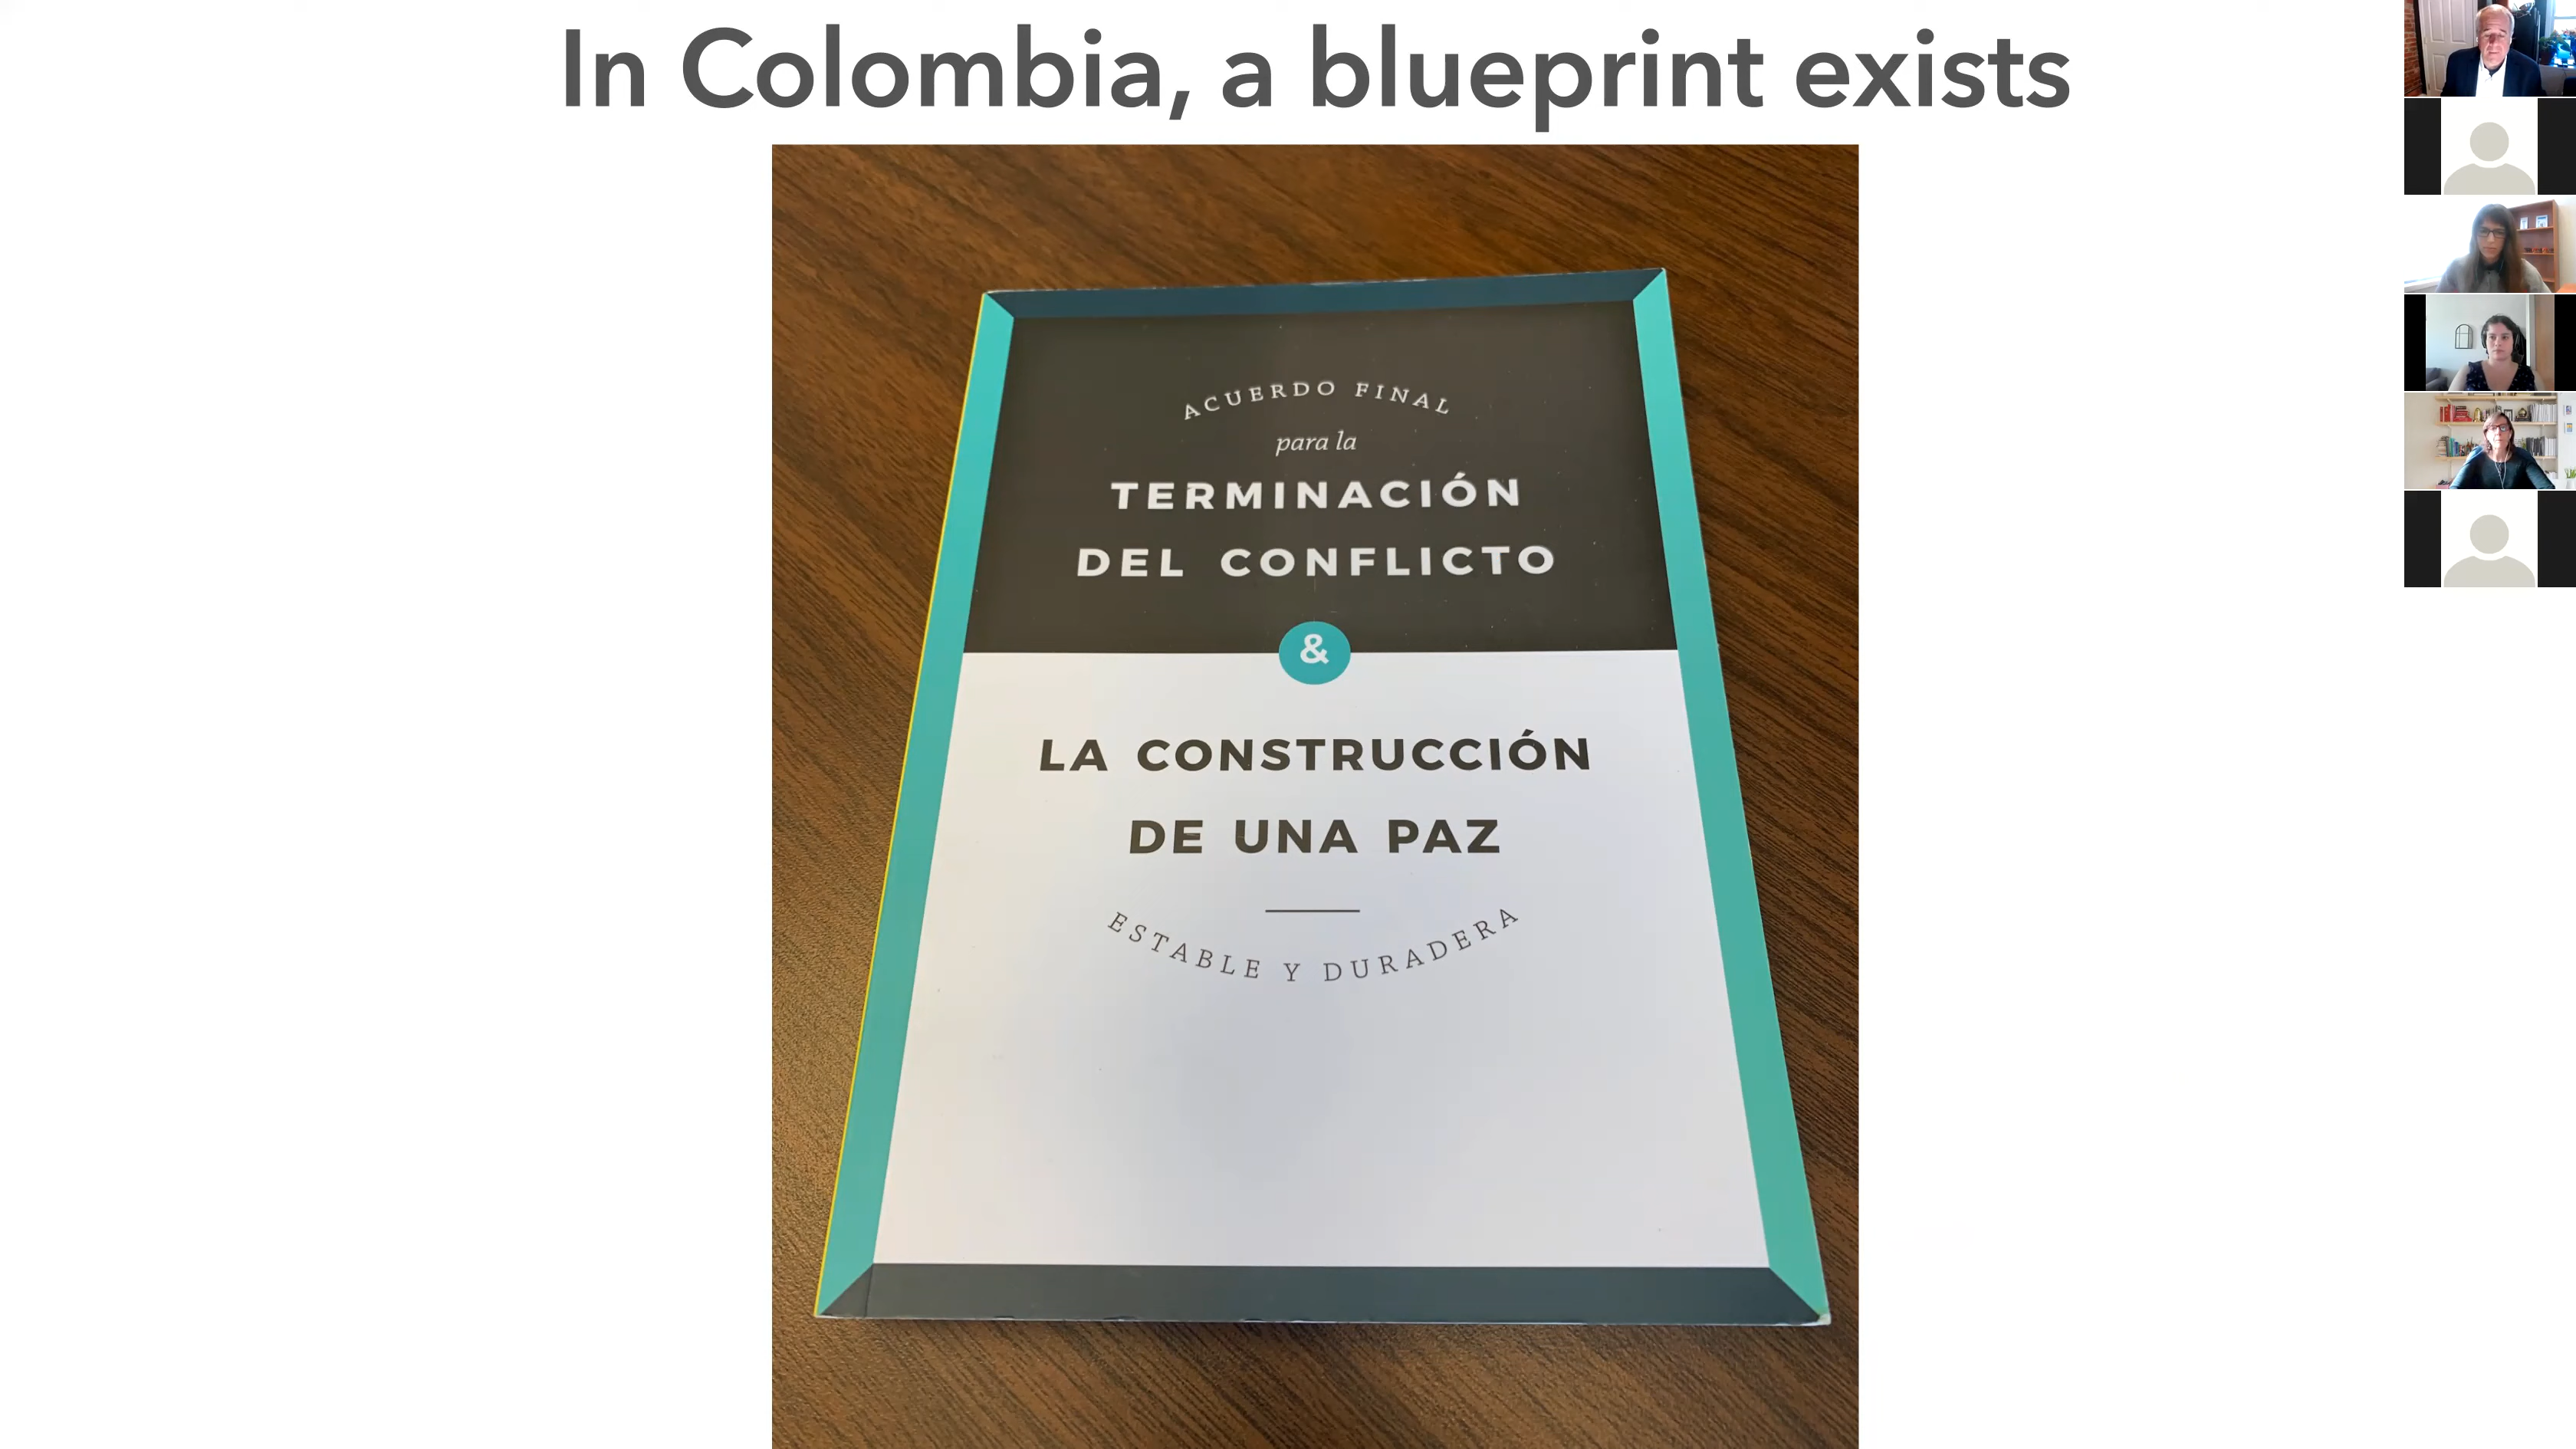 In Colombia, a blueprint exists
ACUERDO FINAL
para la
TERMINACIÓN
DEL CONFLICTO
&
LA CONSTRUCCIÓN
DE UNA PAZ
ESTABLE Y DURADERA